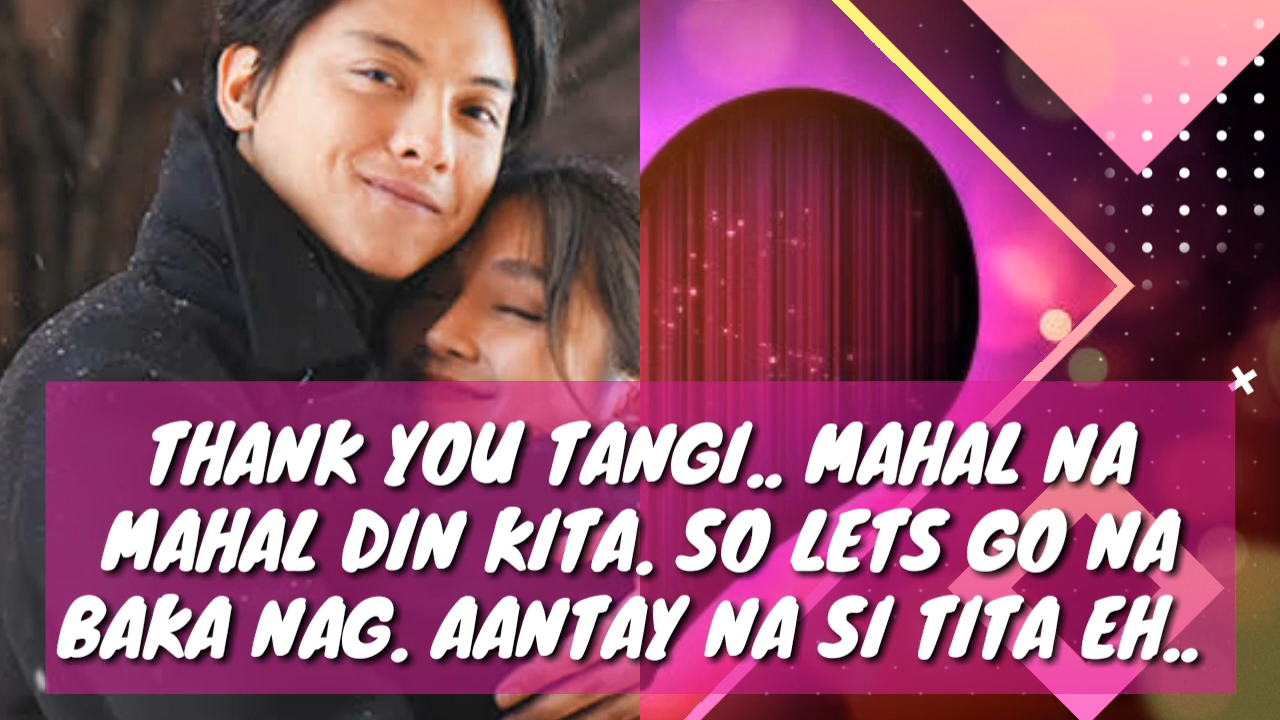 THANK YOU TANGI.. MAHAL NA
MAHAL DIN KITA. SO LETS GO NA
BAKA NAG. AANTAY NA SI TITA EH..